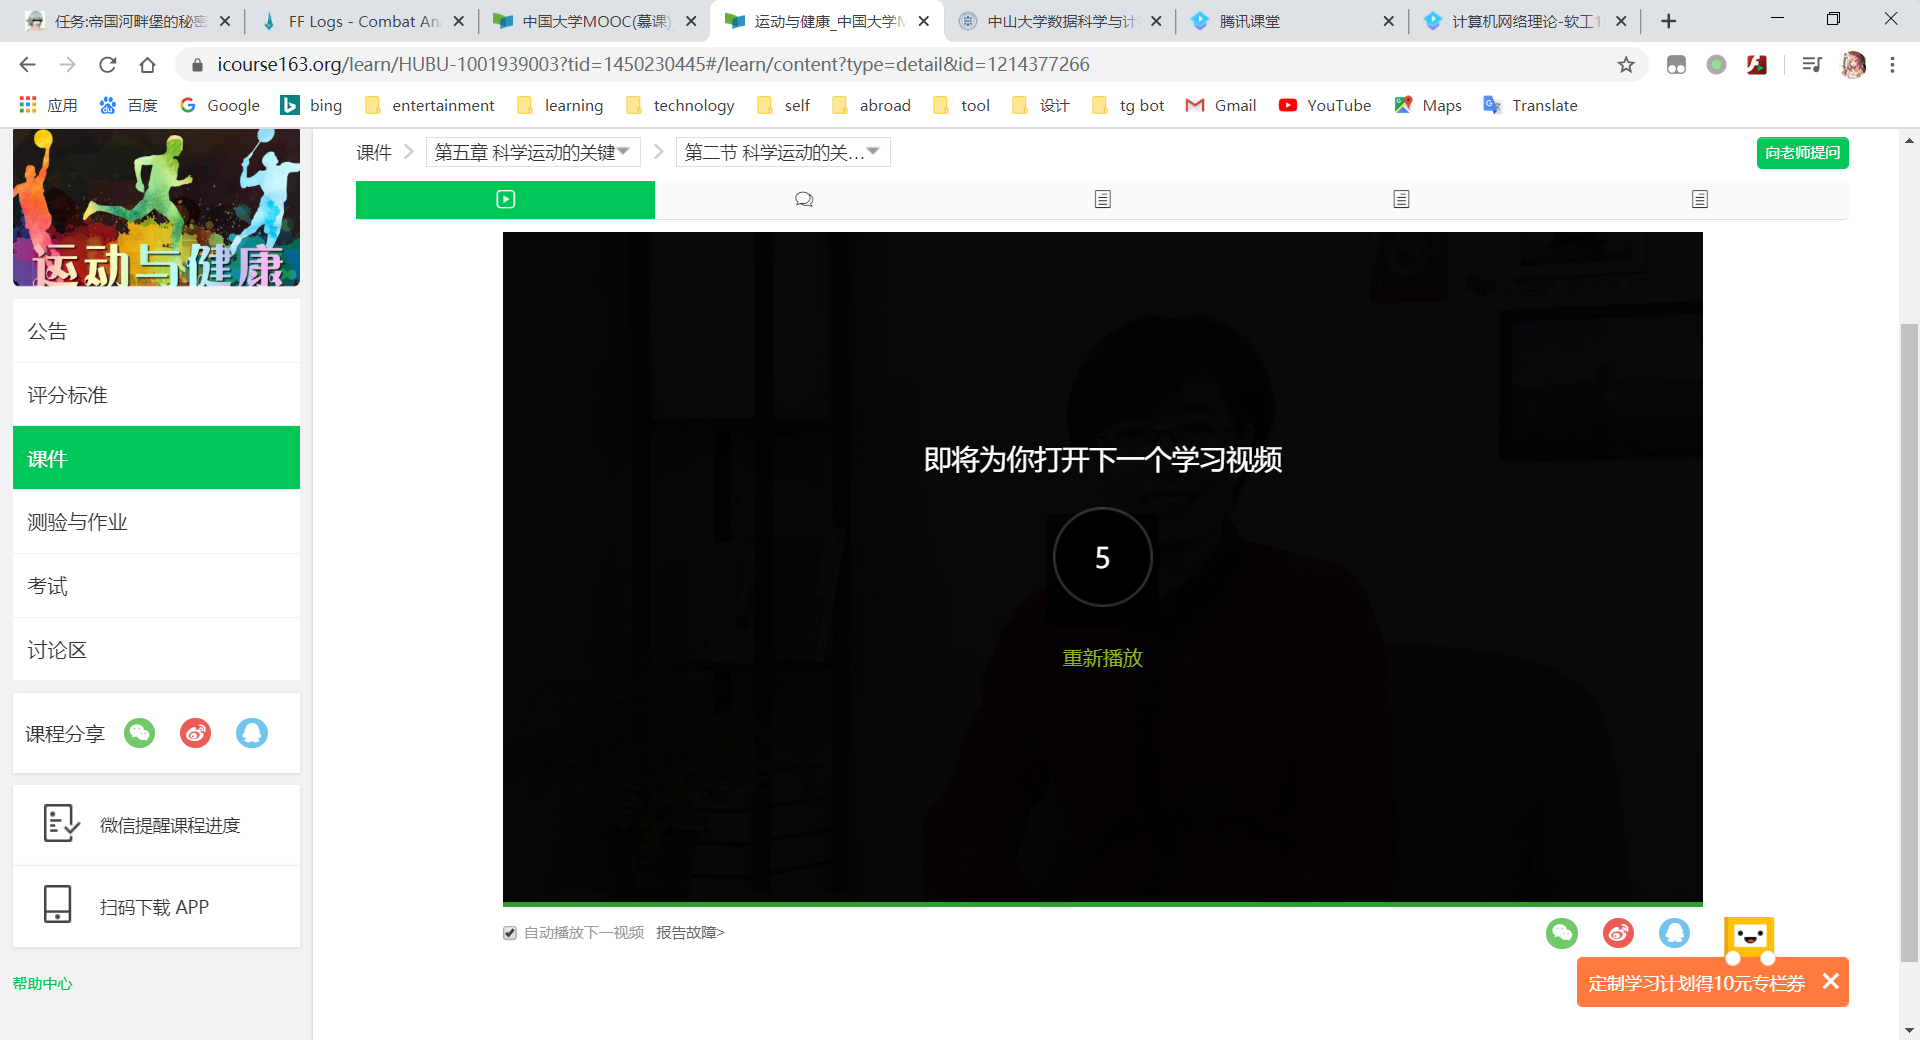 任务:帝国河畔堡的秘密
FF Logs - Combat An
中国大学MOOC(慕课)_
运动与健康_中国大学M
中山大学数据科学与计
腾讯课堂
计算机网络理论-软工1
icourse163.org/learn/HUBU-1001939003?tid=1450230445#/learn/content?type=detail&id=1214377266
应用 百度 Google bing entertainment learning technology self abroad tool 设计 tg bot Gmail YouTube Maps Translate
运动与健康
课件 第五章 科学运动的关键 第二节 科学运动的关... 向老师提问
公告
评分标准
课件
测验与作业
考试
讨论区
课程分享
微信提醒课程进度
扫码下载 APP
帮助中心
即将为你打开下一个学习视频
5
重新播放
自动播放下一视频 报告故障>
定制学习计划得10元专栏券